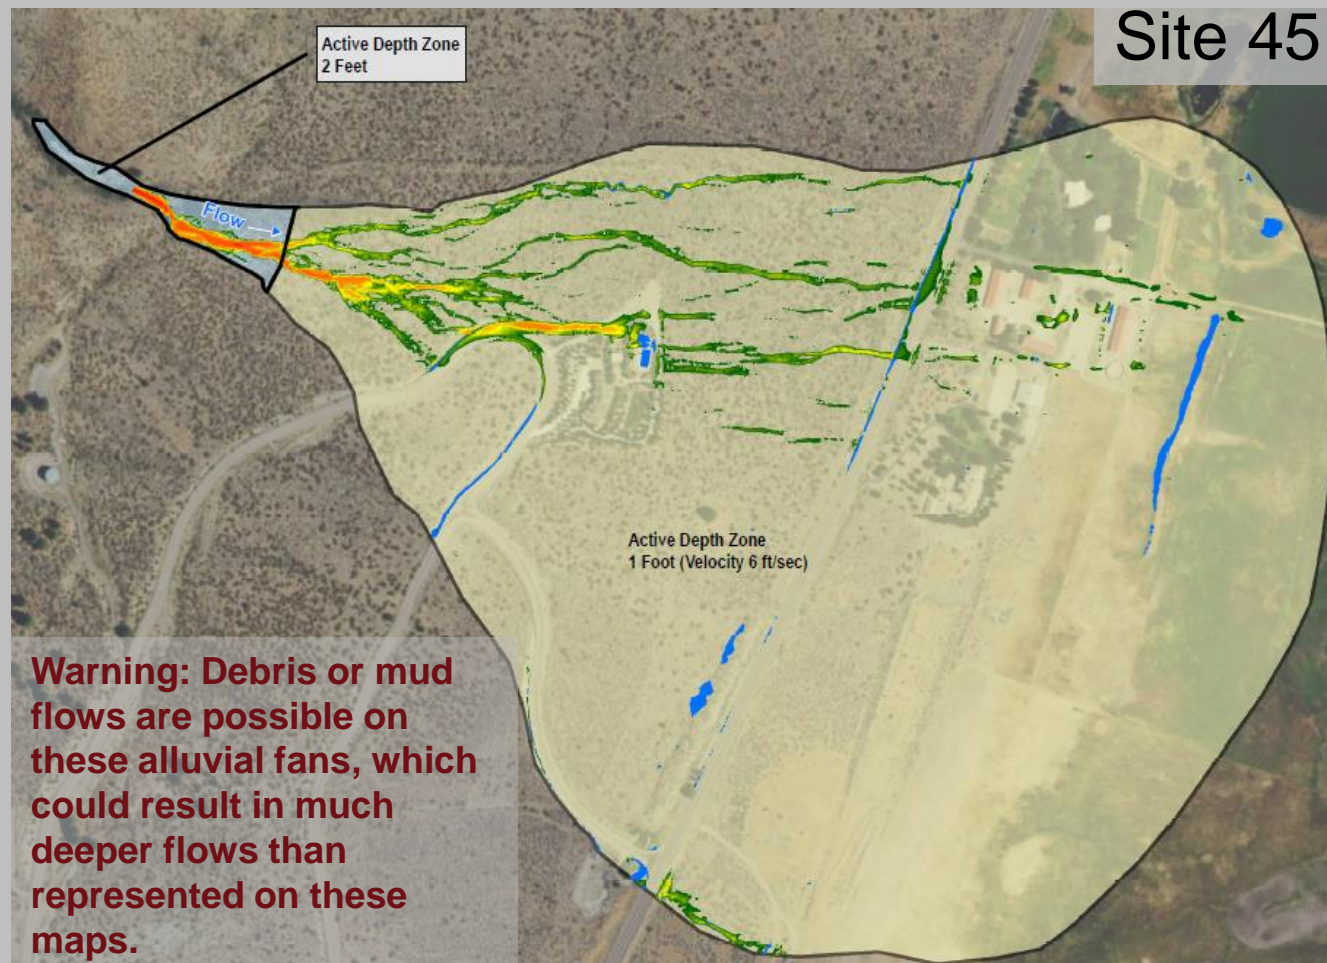 Site 45
Active Depth Zone
2 Feet
Flow
Active Depth Zone
1 Foot (Velocity 6 ft/sec)
Warning: Debris or mud
flows are possible on
these alluvial fans, which
could result in much
deeper flows than
represented on these
maps.